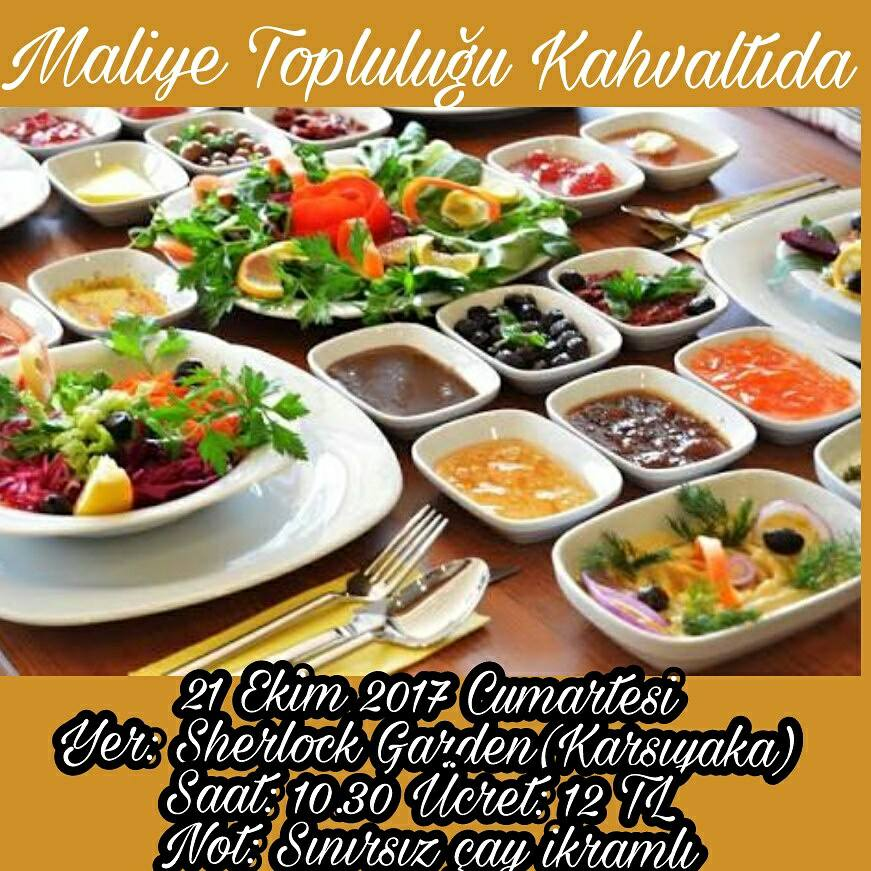 Maliye Topluluğu Kahvaltıda
21 Ekim 2017 Cumartesi
Yer: Sherlock Garden(Karsıyaka)
Saat: 10.30 Ücret: 12 TL
Not: Sınırsız çay ikramlı